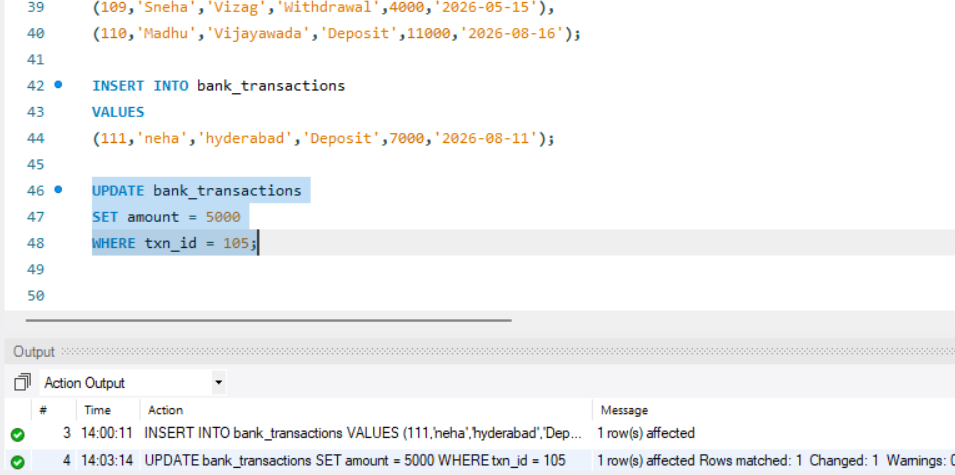 39 (109,'Sneha','Vizag','Withdrawal',4000,'2026-05-15'),
40 (110,'Madhu','Vijayawada','Deposit',11000,'2026-08-16');
41
42 INSERT INTO bank_transactions
43 VALUES
44 (111,'neha','hyderabad','Deposit',7000,'2026-08-11');
45
46 UPDATE bank_transactions
47 SET amount = 5000
48 WHERE txn_id = 105;
49
50
Output
Action Output
# Time Action Message
3 14:00:11 INSERT INTO bank_transactions VALUES (111,'neha','hyderabad','Dep... 1 row(s) affected
4 14:03:14 UPDATE bank_transactions SET amount = 5000 WHERE txn_id = 105 1 row(s) affected Rows matched: 1 Changed: 1 Warnings: 0